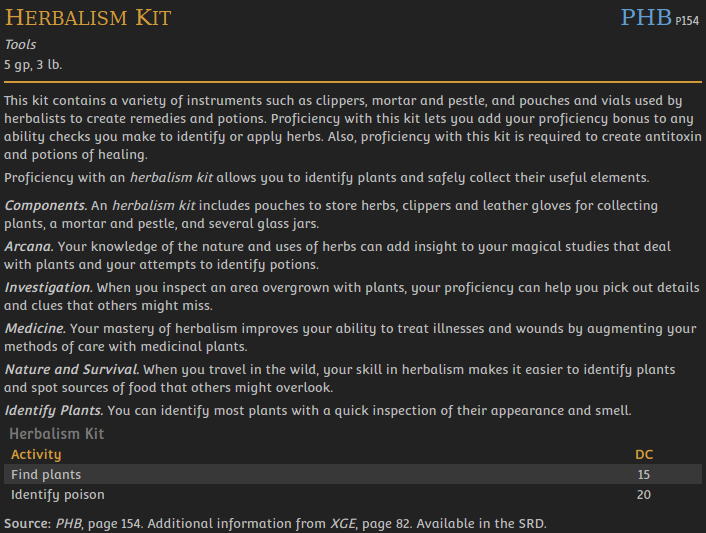 HERBALISM KIT PHB P154
Tools
5 gp, 3 lb.
This kit contains a variety of instruments such as clippers, mortar and pestle, and pouches and vials used by
herbalists to create remedies and potions. Proficiency with this kit lets you add your proficiency bonus to any
ability checks you make to identify or apply herbs. Also, proficiency with this kit is required to create antitoxin
and potions of healing.
Proficiency with an herbalism kit allows you to identify plants and safely collect their useful elements.
Components. An herbalism kit includes pouches to store herbs, clippers and leather gloves for collecting
plants, a mortar and pestle, and several glass jars.
Arcana. Your knowledge of the nature and uses of herbs can add insight to your magical studies that deal
with plants and your attempts to identify potions.
Investigation. When you inspect an area overgrown with plants, your proficiency can help you pick out details
and clues that others might miss.
Medicine. Your mastery of herbalism improves your ability to treat illnesses and wounds by augmenting your
methods of care with medicinal plants.
Nature and Survival. When you travel in the wild, your skill in herbalism makes it easier to identify plants
and spot sources of food that others might overlook.
Identify Plants. You can identify most plants with a quick inspection of their appearance and smell.
Herbalism Kit
Activity DC
Find plants 15
Identify poison 20
Source: PHB, page 154. Additional information from XGE, page 82. Available in the SRD.